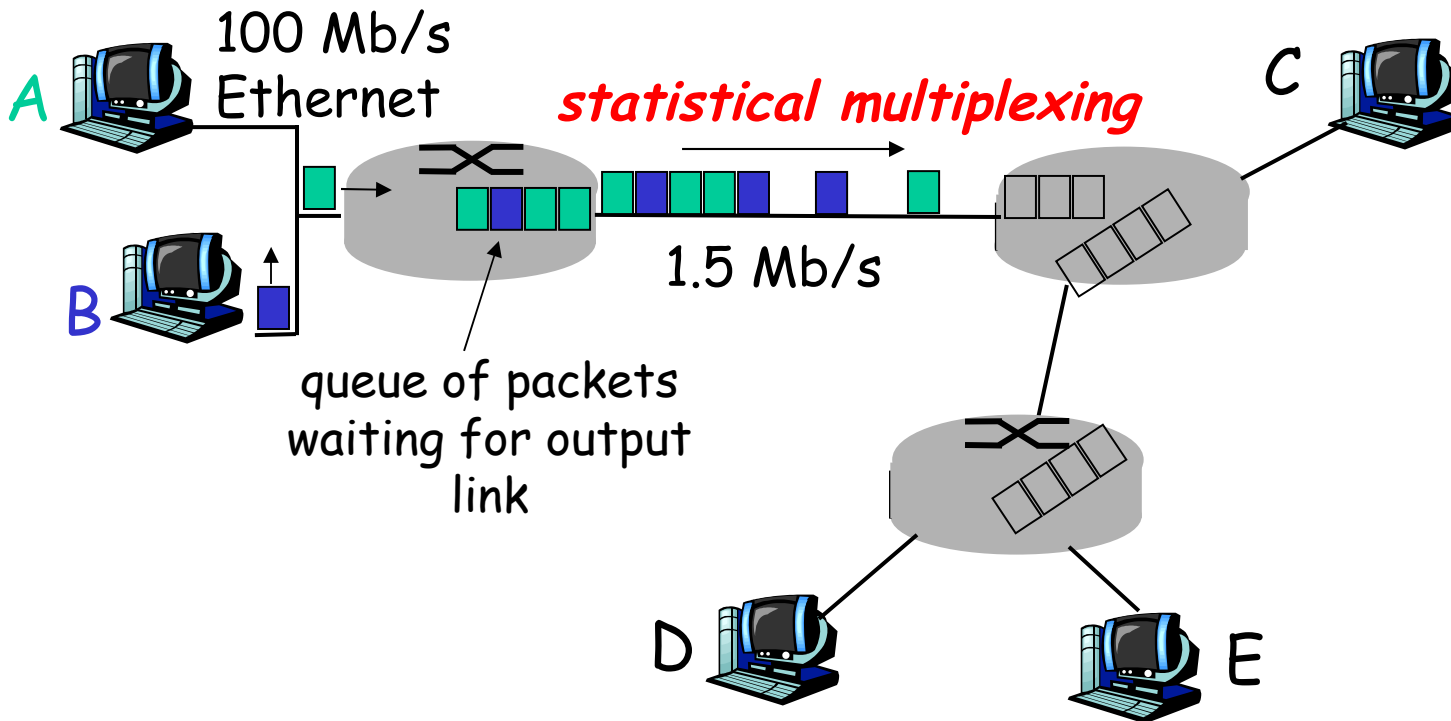 100 Mb/s
Ethernet
A
statistical multiplexing
C
B
1.5 Mb/s
queue of packets
waiting for output
link
D
E